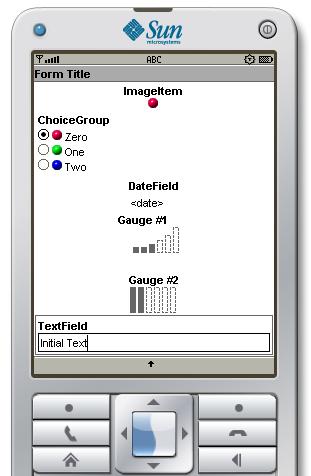 Sun
microsystems
ABC
Form Title
ImageItem
ChoiceGroup
Zero
One
Two
DateField
<date>
Gauge #1
Gauge #2
TextField
Initial Text